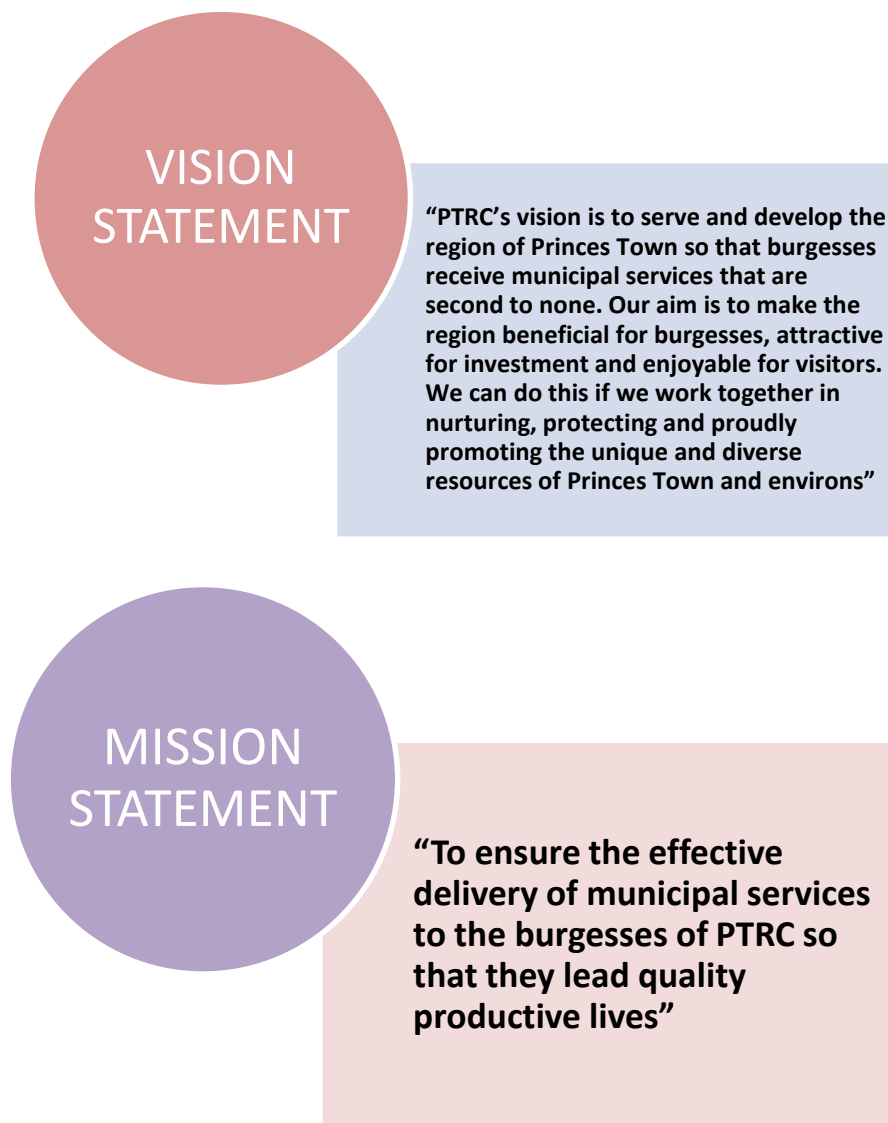 VISION
STATEMENT
“PTRC’s vision is to serve and develop the
region of Princes Town so that burgesses
receive municipal services that are
second to none. Our aim is to make the
region beneficial for burgesses, attractive
for investment and enjoyable for visitors.
We can do this if we work together in
nurturing, protecting and proudly
promoting the unique and diverse
resources of Princes Town and environs”
MISSION
STATEMENT
“To ensure the effective
delivery of municipal services
to the burgesses of PTRC so
that they lead quality
productive lives”